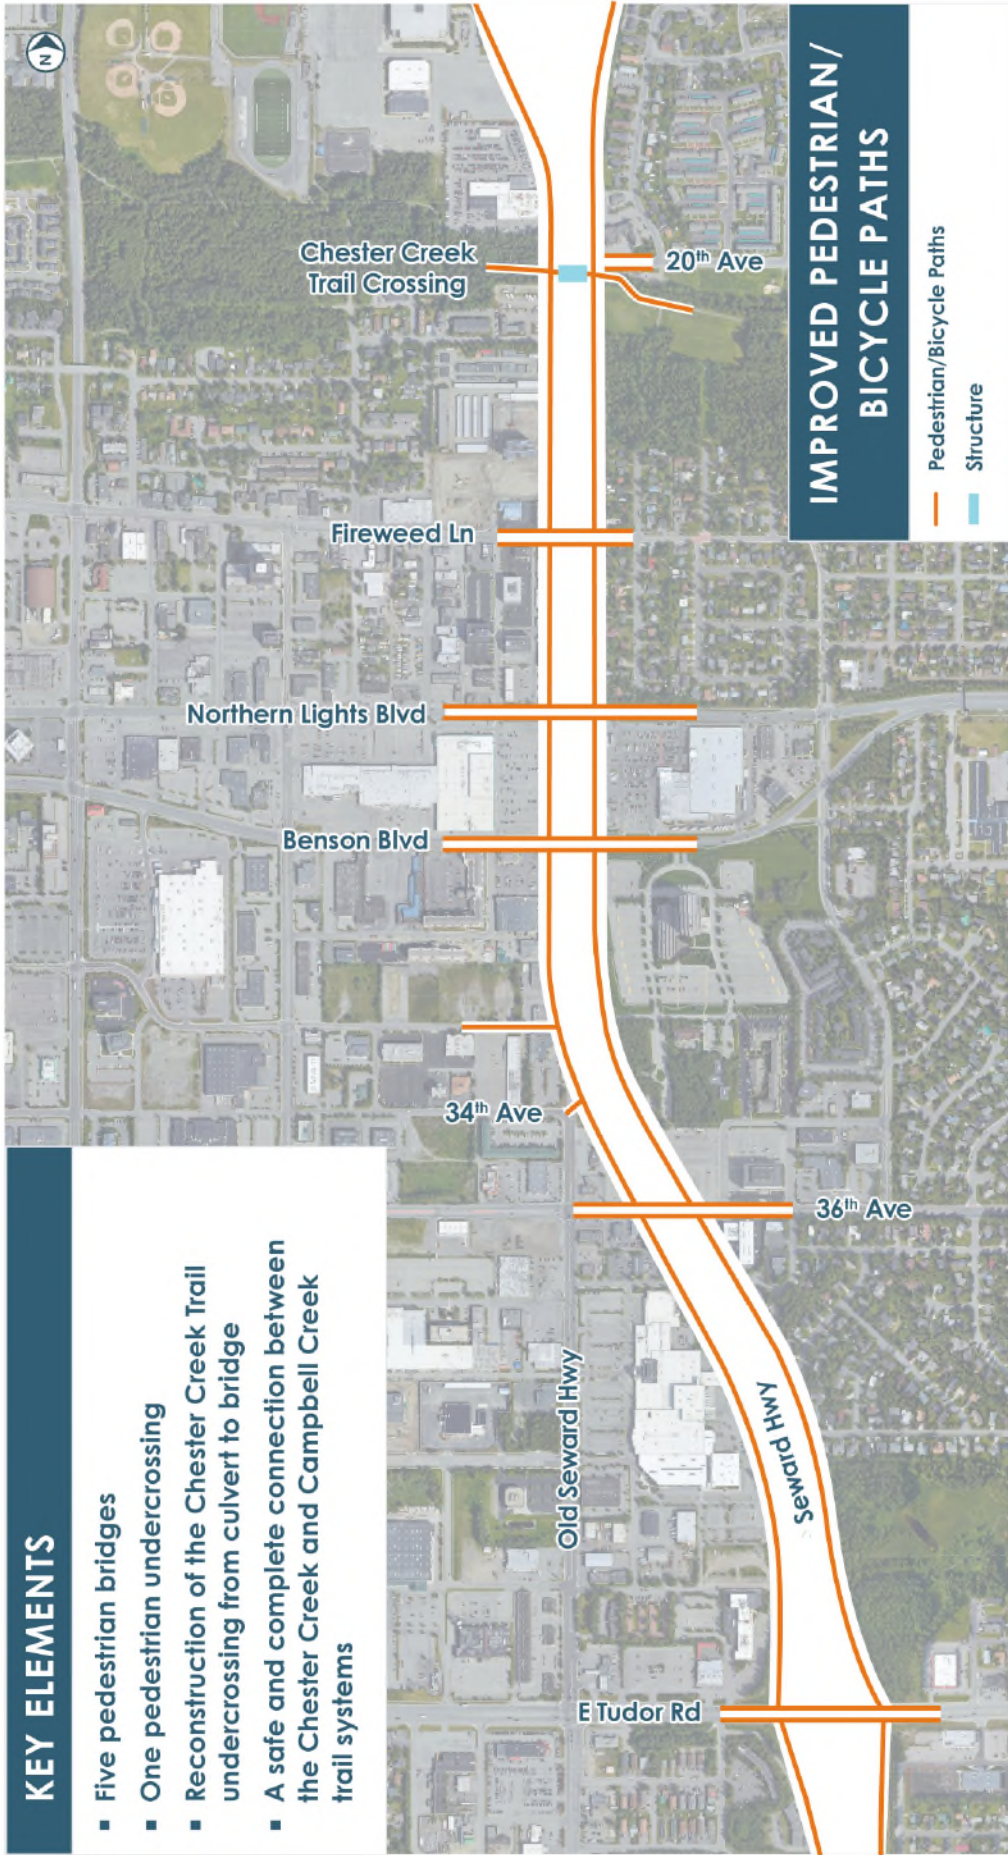 KEY ELEMENTS
▪ Five pedestrian bridges
▪ One pedestrian undercrossing
▪ Reconstruction of the Chester Creek Trail
undercrossing from culvert to bridge
▪ A safe and complete connection between
the Chester Creek and Campbell Creek
trail systems
N
Chester Creek
Trail Crossing
20th Ave
Fireweed Ln
Northern Lights Blvd
Benson Blvd
34th Ave
36th Ave
Old Seward Hwy
Seward Hwy
E Tudor Rd
IMPROVED PEDESTRIAN/
BICYCLE PATHS
Pedestrian/Bicycle Paths
Structure